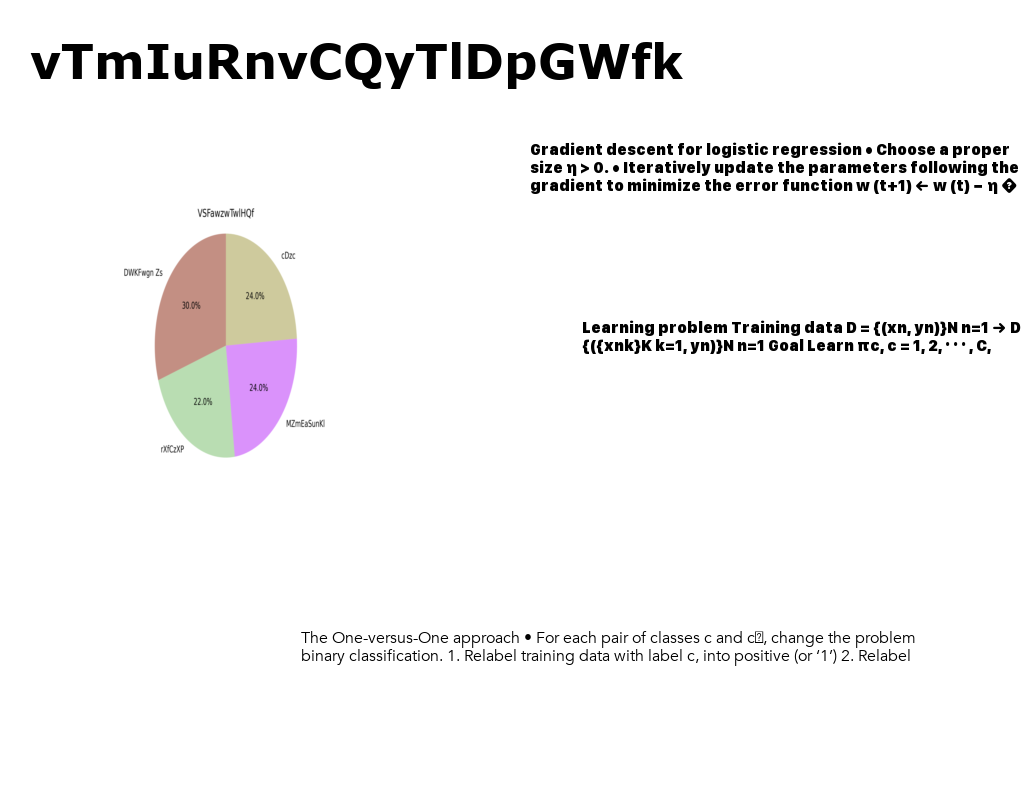 vTmIuRnvCQyTlDpGWfk
Gradient descent for logistic regression • Choose a proper
size η > 0. • Iteratively update the parameters following the
gradient to minimize the error function w (t+1) ← w (t) − η �
VSFawzwTwlHQf
cDzc
DWKFwgn Zs
24.0%
30.0%
Learning problem Training data D = {(xn, yn)}N n=1 → D
{({xnk}K k=1, yn)}N n=1 Goal Learn πc, c = 1, 2, · · · , C,
24.0%
22.0%
MZmEaSunKl
rXfCzXP
The One-versus-One approach • For each pair of classes c and c, change the problem
binary classification. 1. Relabel training data with label c, into positive (or ‘1’) 2. Relabel